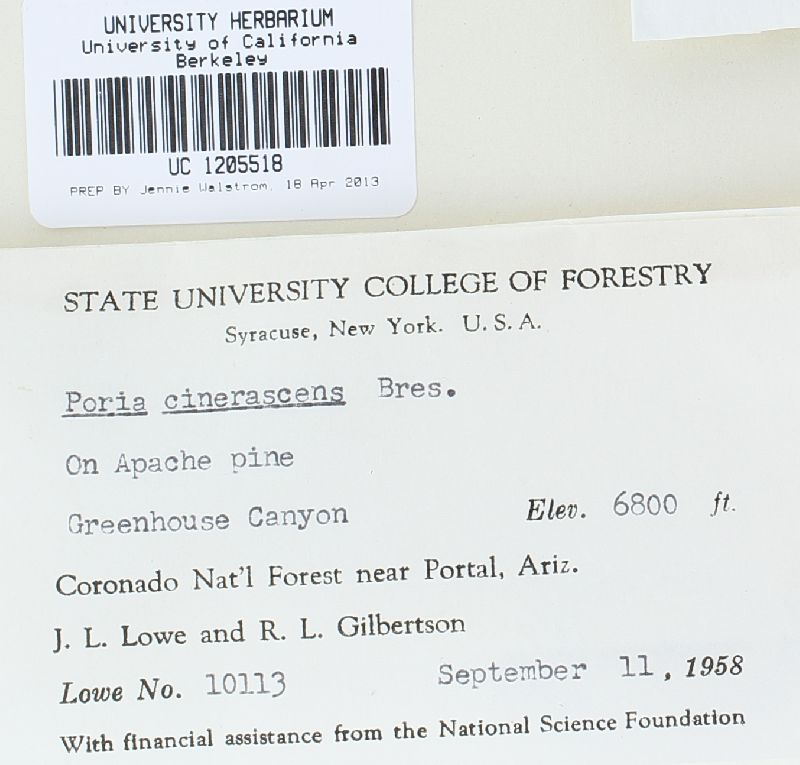 UNIVERSITY HERBARIUM
University of California
Berkeley
UC 1205518
PREP BY Jennie Walstrom, 18 Apr 2013
STATE UNIVERSITY COLLEGE OF FORESTRY
Syracuse, New York. U. S. A.
Poria cinerascens Bres.
On Apache pine
Greenhouse Canyon Elev. 6800 ft.
Coronado Nat'l Forest near Portal, Ariz.
J. L. Lowe and R. L. Gilbertson
Lowe No. 10113 September 11, 1958
With financial assistance from the National Science Foundation